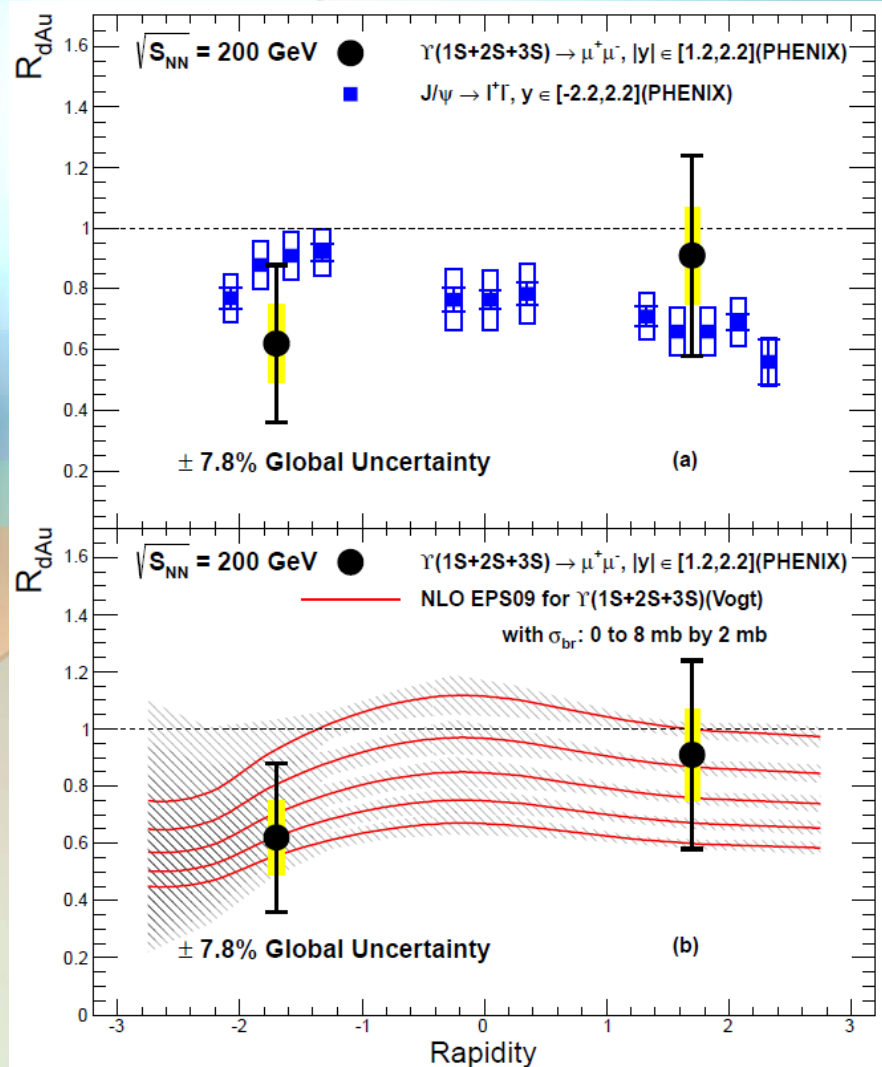 R_dAu
√S_NN = 200 GeV ● ϒ(1S+2S+3S) → μ⁺μ⁻, |y| ∈ [1.2,2.2](PHENIX)
J/ψ → l⁺l⁻, y ∈ [-2.2,2.2](PHENIX)
1.6
1.4
1.2
1
0.8
0.6
0.4
0.2
± 7.8% Global Uncertainty (a)
R_dAu
√S_NN = 200 GeV ● ϒ(1S+2S+3S) → μ⁺μ⁻, |y| ∈ [1.2,2.2](PHENIX)
NLO EPS09 for ϒ(1S+2S+3S)(Vogt)
with σ_br: 0 to 8 mb by 2 mb
1.6
1.4
1.2
1
0.8
0.6
0.4
0.2
0
± 7.8% Global Uncertainty (b)
-3 -2 -1 0 1 2 3
Rapidity